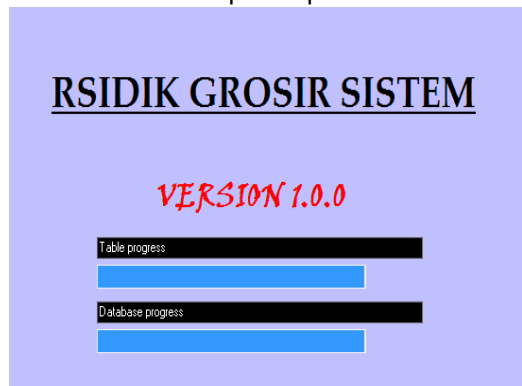 RSIDIK GROSIR SISTEM
VERSION 1.0.0
Table progress
Database progress